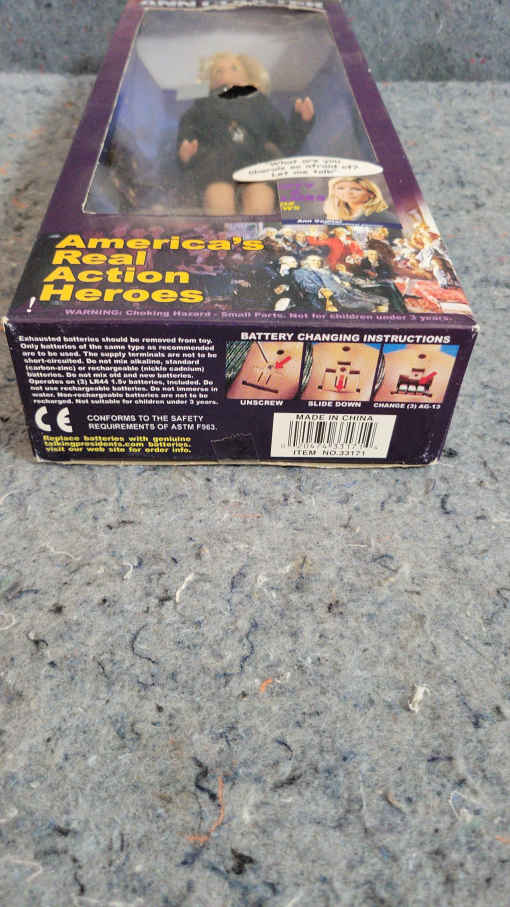 "What are you
liberals so afraid of?
Let me talk"
America's
Real
Action
Heroes
!
WARNING: Choking Hazard - Small Parts. Not for children under 3 years.
Exhausted batteries should be removed from toy.
Only batteries of the same type as recommended
are to be used. The supply terminals are not to be
short-circuited. Do not mix alkaline, standard
(carbon-zinc) or rechargeable (nickle cadnium)
batteries. Do not mix old and new batteries.
Operates on (3) LR44 1.5v batteries, included. Do
not use rechargeable batteries. Do not immerse in
water. Non-rechargeable batteries are not to be
recharged. Not suitable for children under 3 years.
CE
CONFORMS TO THE SAFETY
REQUIREMENTS OF ASTM F963.
Replace batteries with geniuine
talkingpresidents.com batteries.
visit our web site for order info.
BATTERY CHANGING INSTRUCTIONS
UNSCREW
SLIDE DOWN
CHANGE (3) AG-13
MADE IN CHINA
ITEM NO.33171